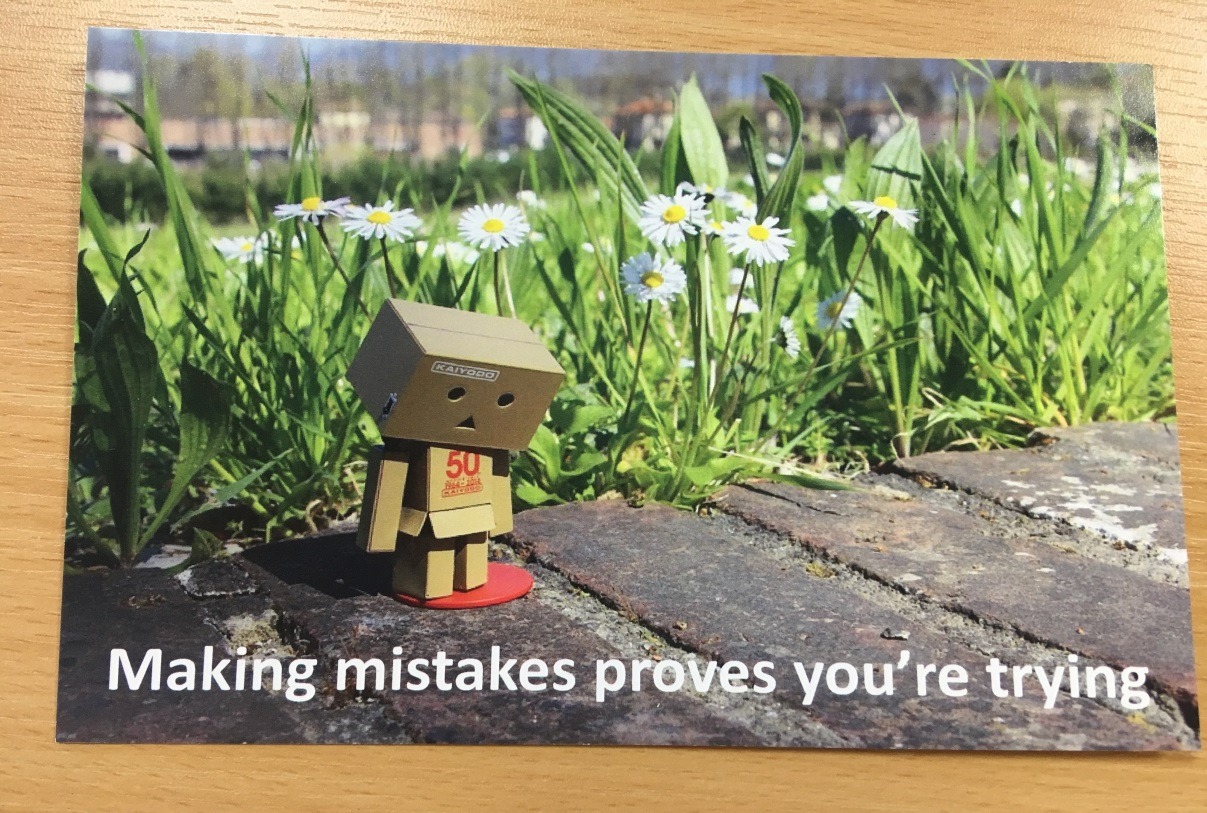 KAIYODO
50
KAIYODO
Making mistakes proves you’re trying